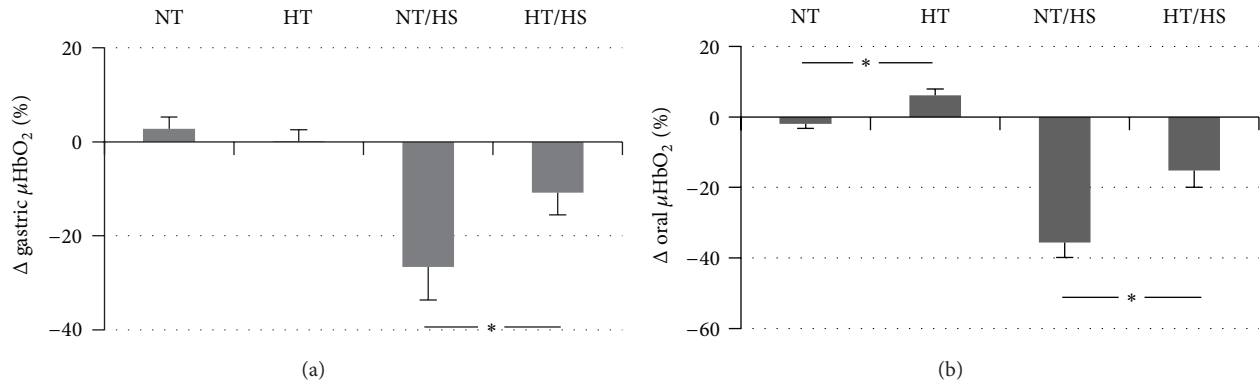 NT HT NT/HS HT/HS
20
0
−20
−40
Δ gastric μHbO₂ (%)
*
(a)
NT HT NT/HS HT/HS
20
0
−20
−40
−60
Δ oral μHbO₂ (%)
*
*
(b)